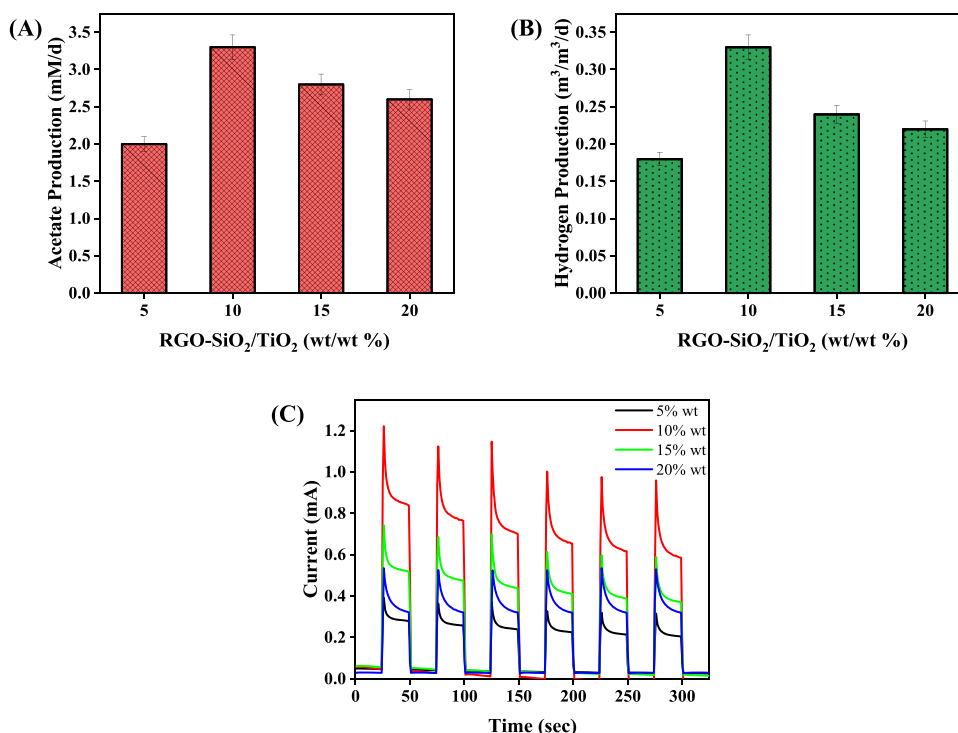 (A)
Acetate Production (mM/d)
3.5
3.0
2.5
2.0
1.5
1.0
0.5
0.0
5 10 15 20
RGO-SiO₂/TiO₂ (wt/wt %)
(B)
Hydrogen Production (m³/m³/d)
0.35
0.30
0.25
0.20
0.15
0.10
0.05
0.00
5 10 15 20
RGO-SiO₂/TiO₂ (wt/wt %)
(C)
5% wt
10% wt
15% wt
20% wt
Current (mA)
1.2
1.0
0.8
0.6
0.4
0.2
0.0
0 50 100 150 200 250 300
Time (sec)